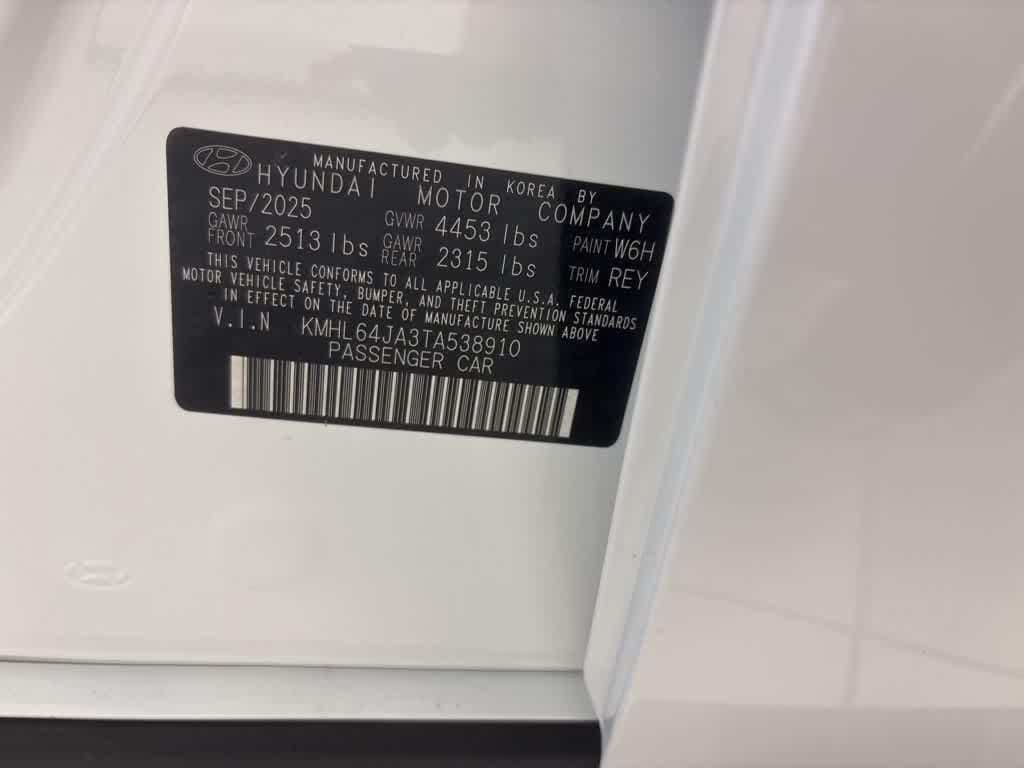 MANUFACTURED IN KOREA BY
HYUNDAI MOTOR COMPANY
SEP/2025 GVWR 4453 lbs PAINT W6H
GAWR FRONT 2513 lbs GAWR REAR 2315 lbs TRIM REY
THIS VEHICLE CONFORMS TO ALL APPLICABLE U.S.A. FEDERAL
MOTOR VEHICLE SAFETY, BUMPER, AND THEFT PREVENTION STANDARDS
IN EFFECT ON THE DATE OF MANUFACTURE SHOWN ABOVE
V.I.N KMHL64JA3TA538910
PASSENGER CAR